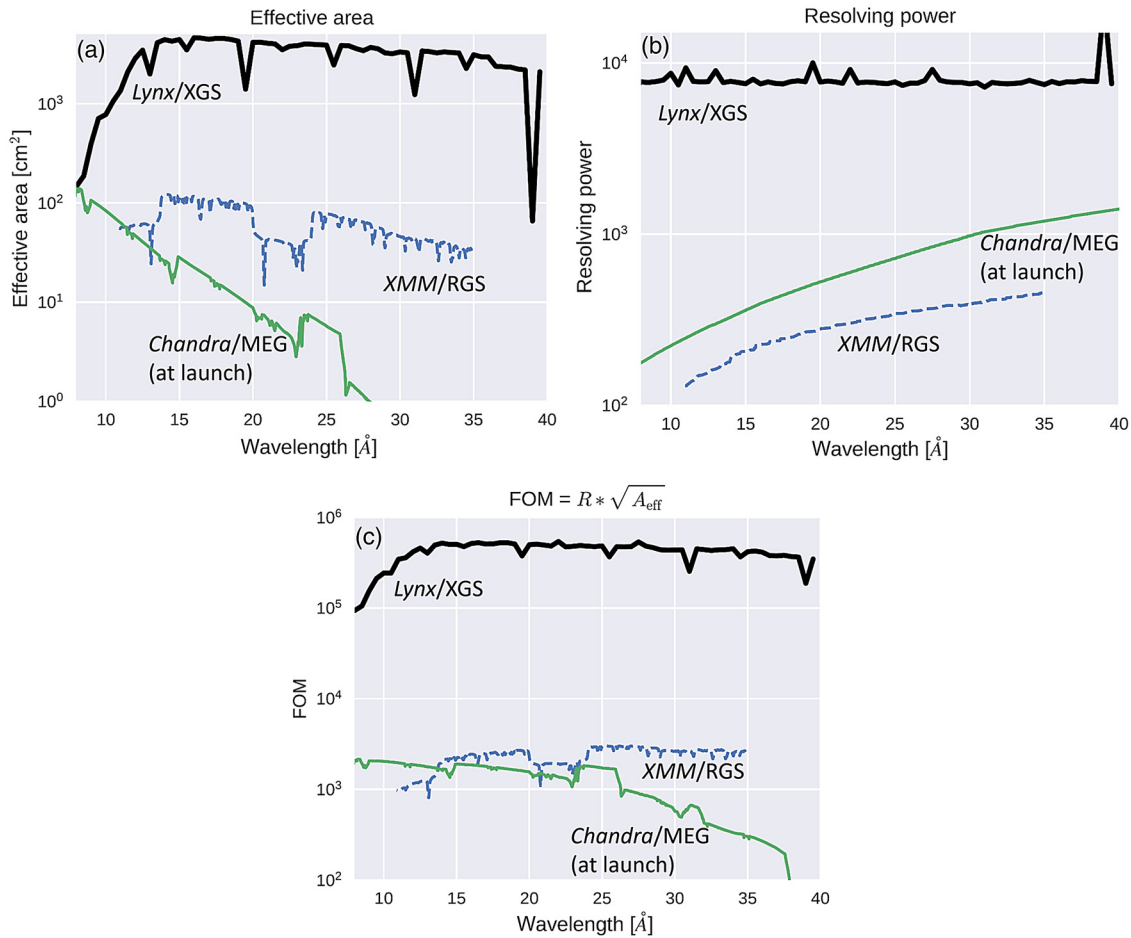 Effective area
(a)
Lynx/XGS
XMM/RGS
Chandra/MEG
(at launch)
Effective area [cm²]
10³
10²
10¹
10⁰
10 15 20 25 30 35 40
Wavelength [Å]
Resolving power
(b)
Lynx/XGS
Chandra/MEG
(at launch)
XMM/RGS
Resolving power
10⁴
10³
10²
10 15 20 25 30 35 40
Wavelength [Å]
FOM = R * √A_eff
(c)
Lynx/XGS
XMM/RGS
Chandra/MEG
(at launch)
FOM
10⁶
10⁵
10⁴
10³
10²
10 15 20 25 30 35 40
Wavelength [Å]